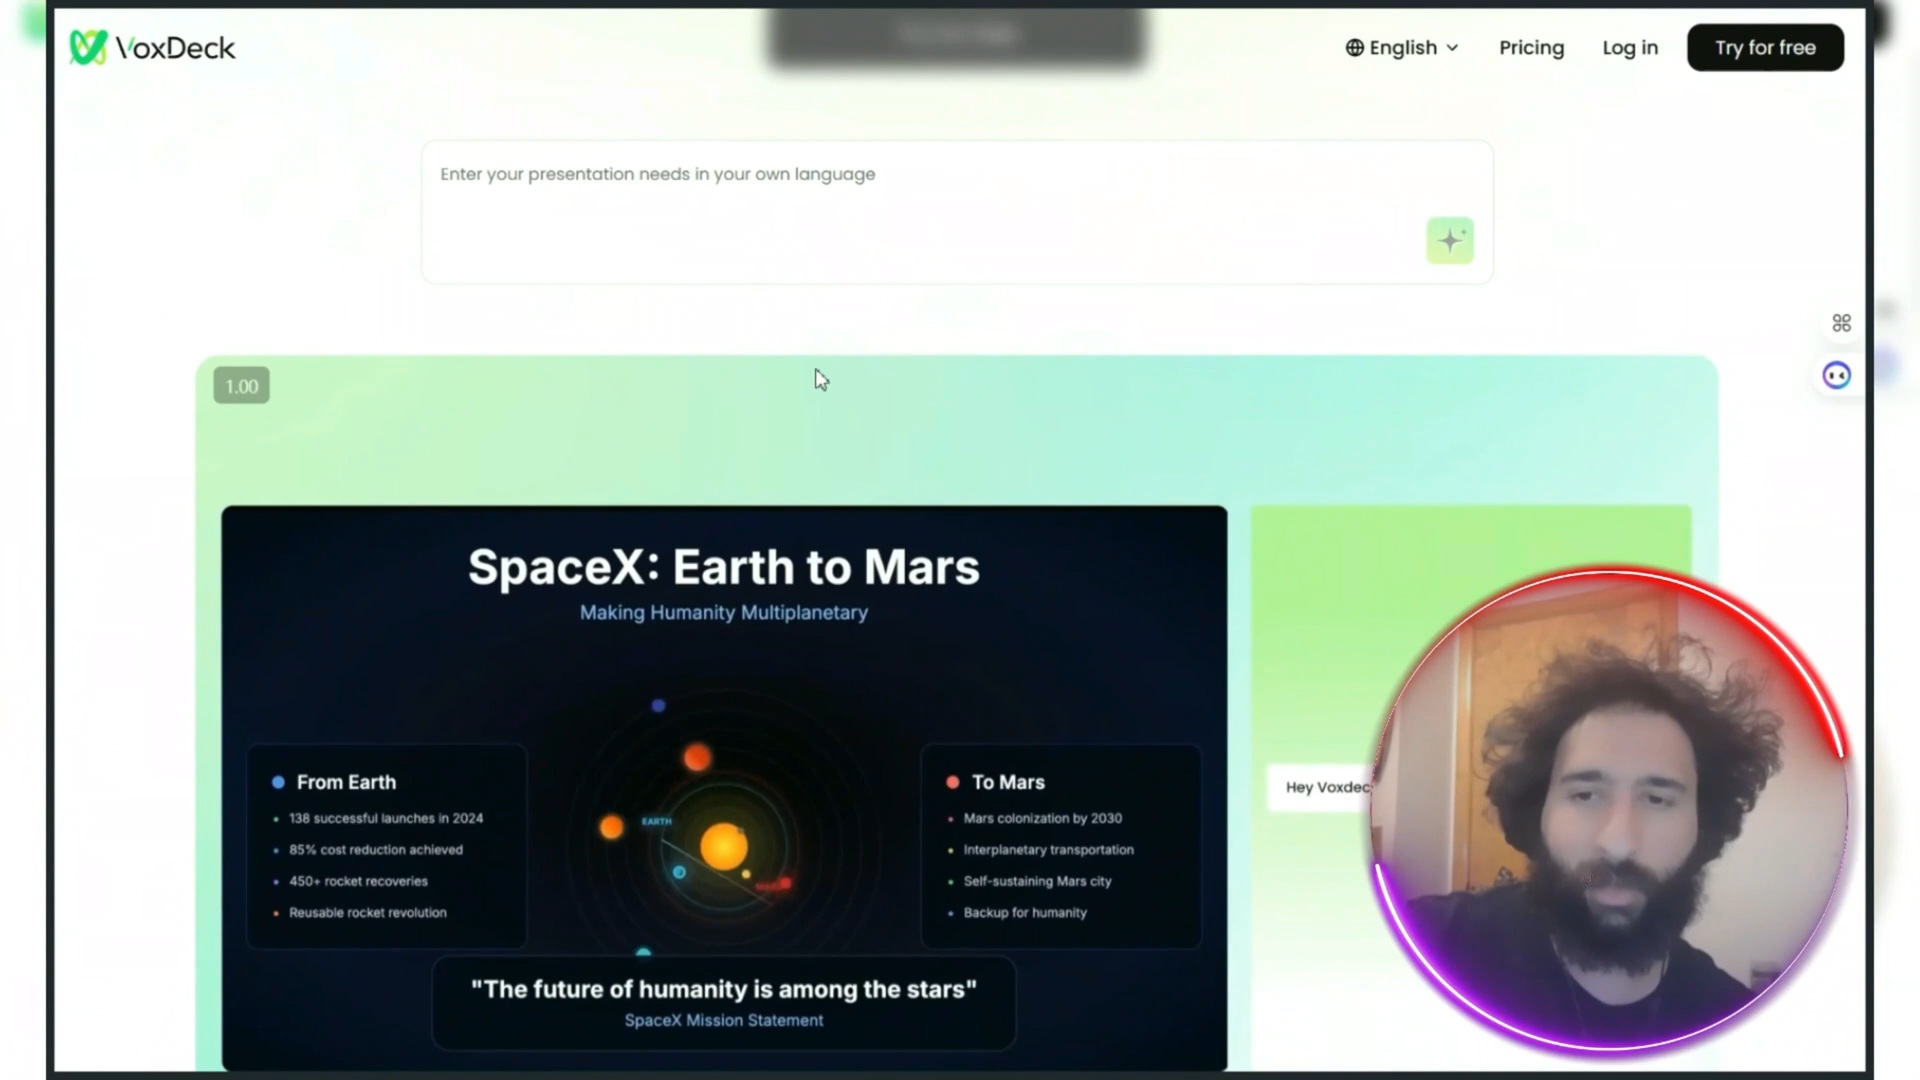 VoxDeck
English
Pricing
Log in
Try for free
Enter your presentation needs in your own language
1.00
SpaceX: Earth to Mars
Making Humanity Multiplanetary
From Earth
138 successful launches in 2024
85% cost reduction achieved
450+ rocket recoveries
Reusable rocket revolution
EARTH
To Mars
Mars colonization by 2030
Interplanetary transportation
Self-sustaining Mars city
Backup for humanity
Hey Voxdec
"The future of humanity is among the stars"
SpaceX Mission Statement